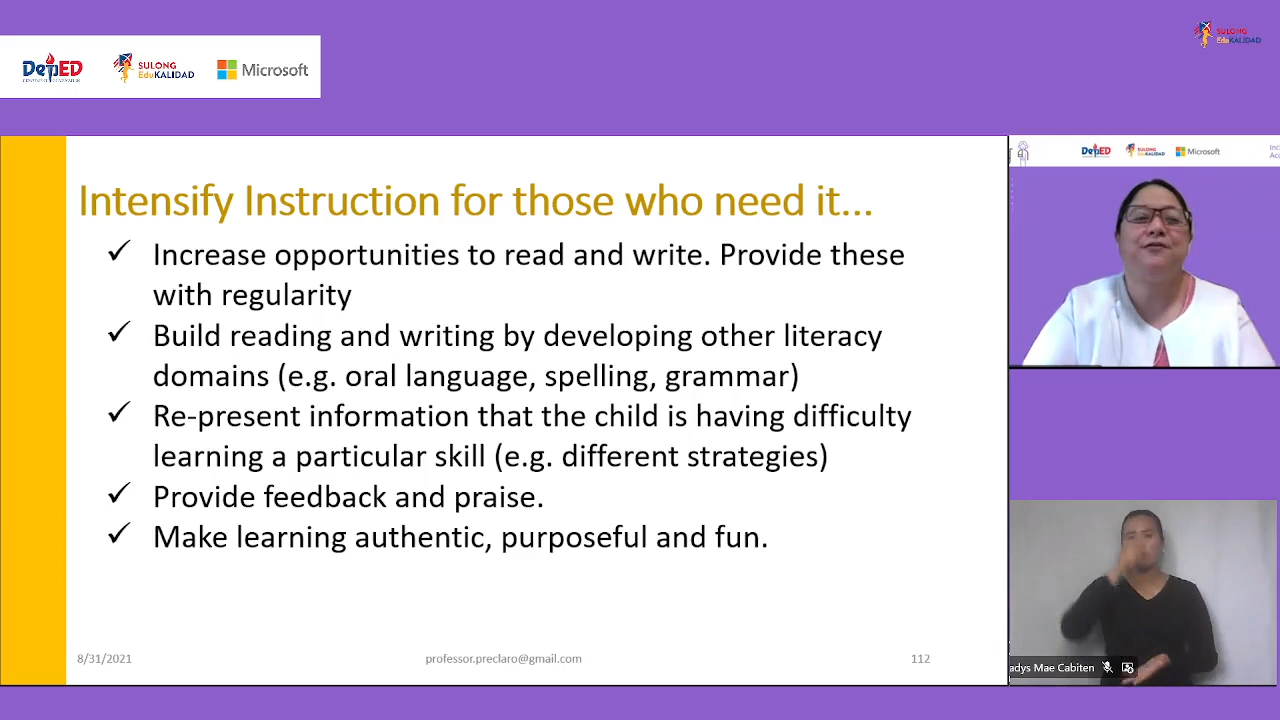 DepED
SULONG
EduKALIDAD
Microsoft
SULONG
EduKALIDAD
DepED
SULONG
EduKALIDAD
Microsoft
Intensify Instruction for those who need it...
✓ Increase opportunities to read and write. Provide these
with regularity
✓ Build reading and writing by developing other literacy
domains (e.g. oral language, spelling, grammar)
✓ Re-present information that the child is having difficulty
learning a particular skill (e.g. different strategies)
✓ Provide feedback and praise.
✓ Make learning authentic, purposeful and fun.
8/31/2021
professor.preclaro@gmail.com
112
adys Mae Cabiten